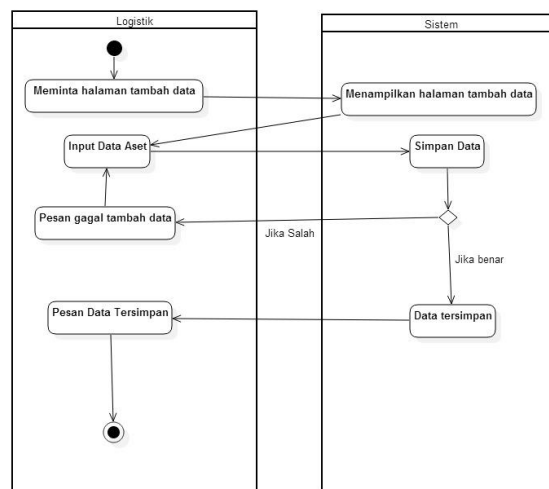 Logistik
Sistem
Meminta halaman tambah data
Menampilkan halaman tambah data
Input Data Aset
Simpan Data
Pesan gagal tambah data
Jika Salah
Jika benar
Pesan Data Tersimpan
Data tersimpan